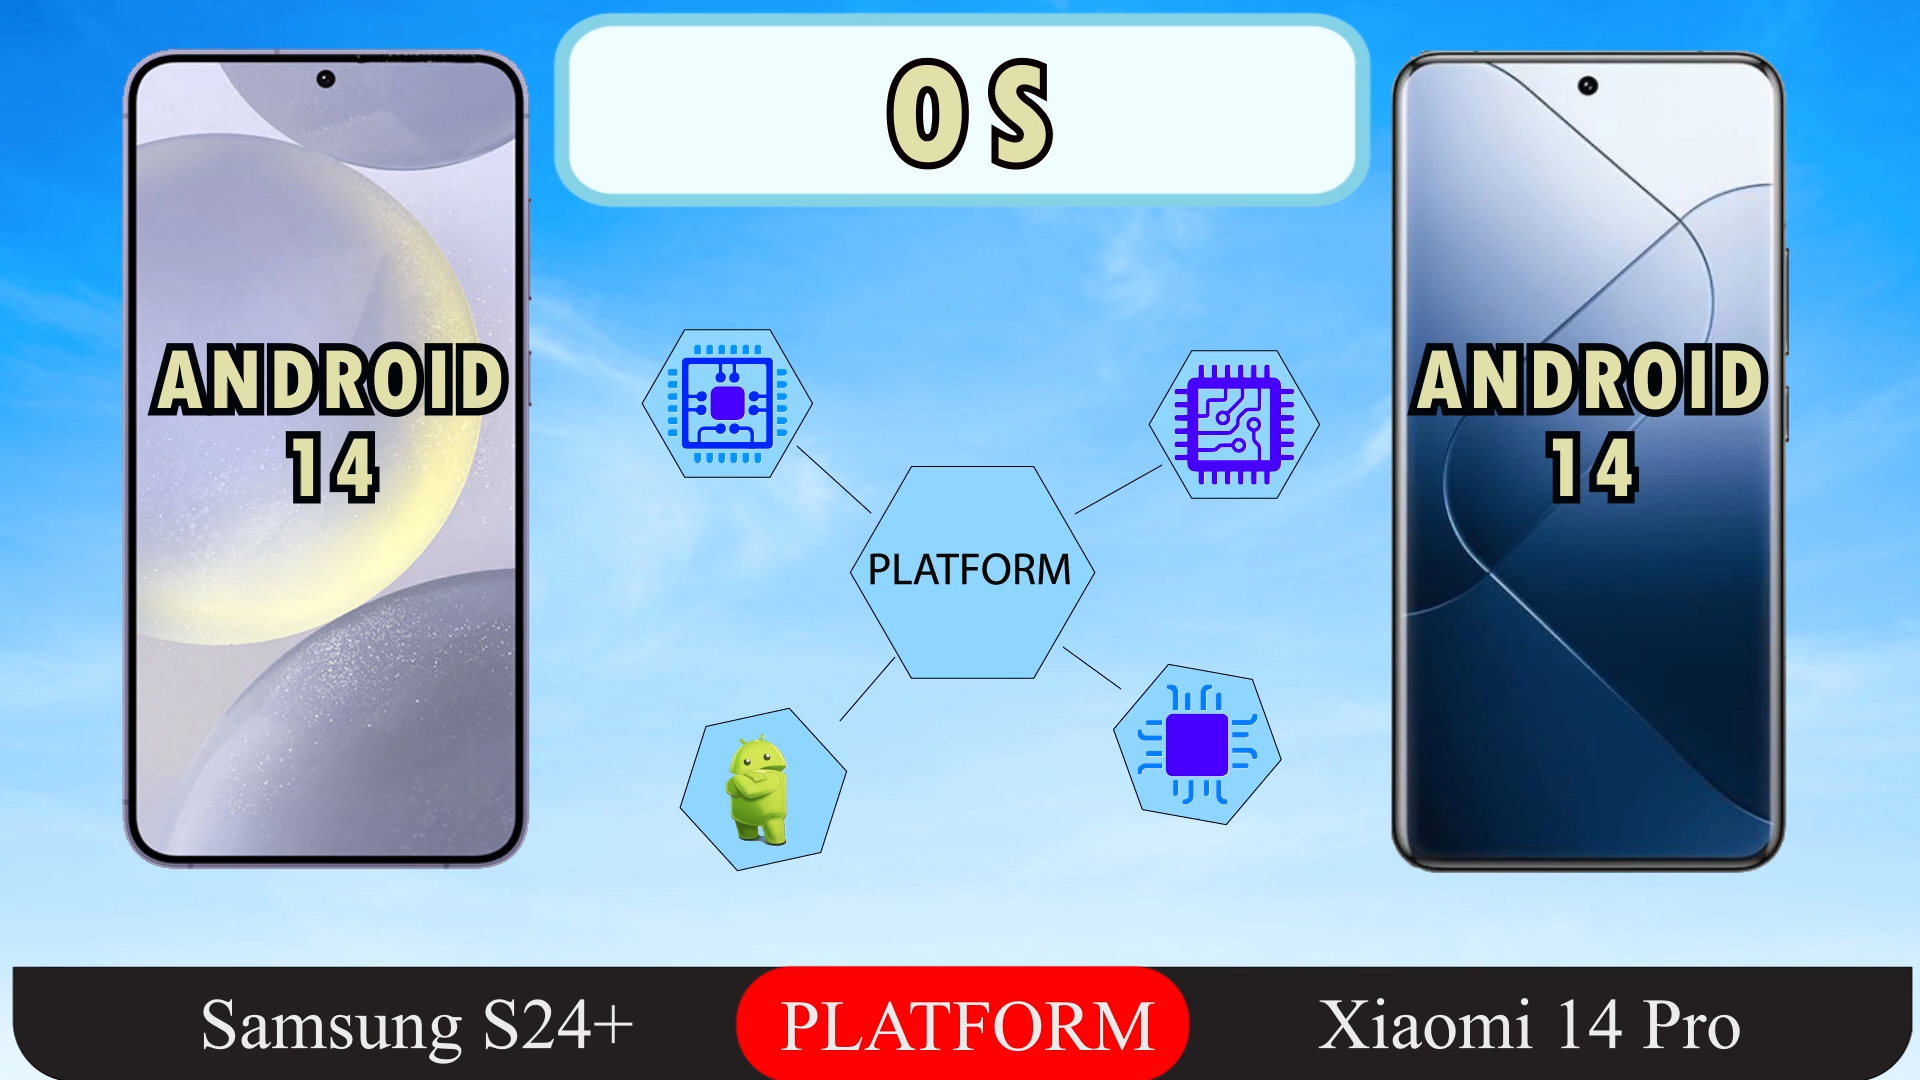 OS
ANDROID
14
ANDROID
14
PLATFORM
Samsung S24+
PLATFORM
Xiaomi 14 Pro